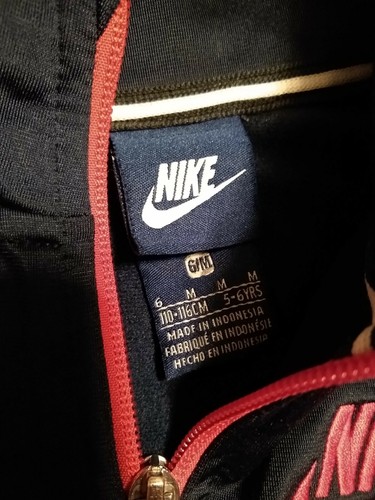 NIKE
6/M
6 M M M
110-116CM 5-6YRS
MADE IN INDONESIA
FABRIQUÉ EN INDONÉSIE
HECHO EN INDONESIA